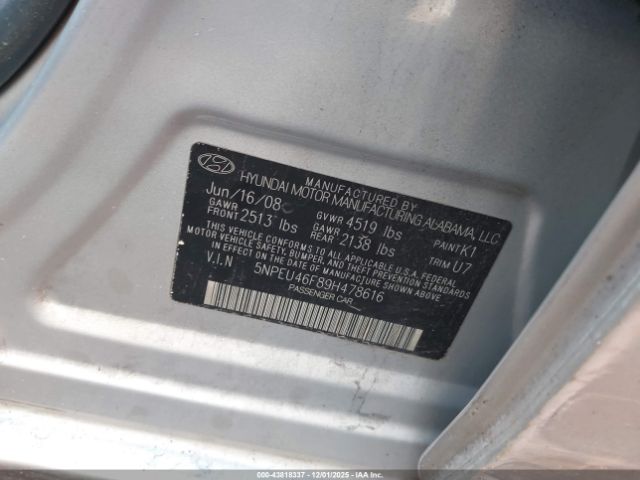 MANUFACTURED BY
HYUNDAI MOTOR MANUFACTURING ALABAMA, LLC
Jun/16/08
GAWR FRONT 2513 lbs GVWR 4519 lbs GAWR REAR 2138 lbs PAINT K1 TRIM U7
THIS VEHICLE CONFORMS TO ALL APPLICABLE U.S. FEDERAL
MOTOR VEHICLE SAFETY, BUMPER, AND THEFT PREVENTION STANDARDS
IN EFFECT ON THE DATE OF MANUFACTURE SHOWN ABOVE
V.I.N 5NPEU46F89H478616
PASSENGER CAR
000-43818337 - 12/01/2025 - IAAI.COM